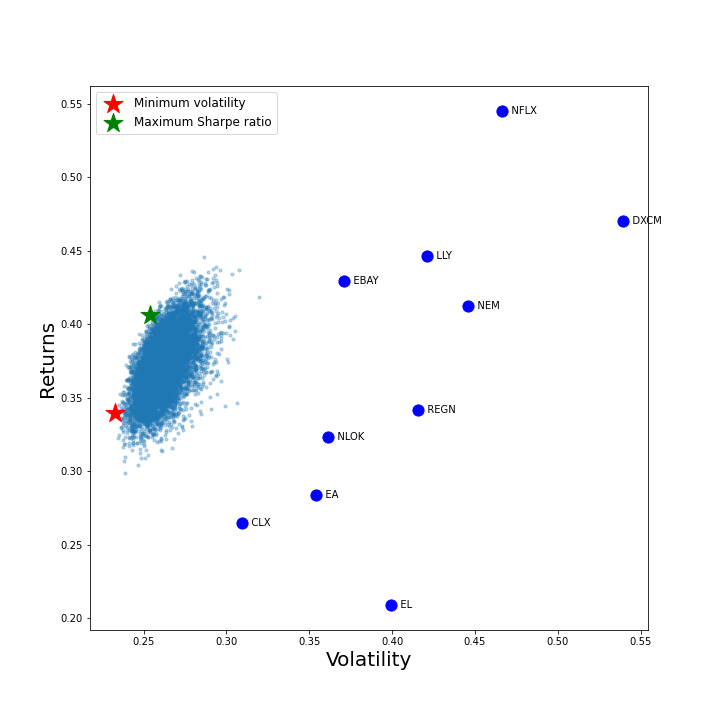 Minimum volatility
Maximum Sharpe ratio
0.55
NFLX
0.50
DXCM
0.45
LLY
EBAY
NEM
0.40
Returns
0.35
REGN
NLOK
0.30
EA
CLX
0.25
EL
0.20
0.25 0.30 0.35 0.40 0.45 0.50 0.55
Volatility